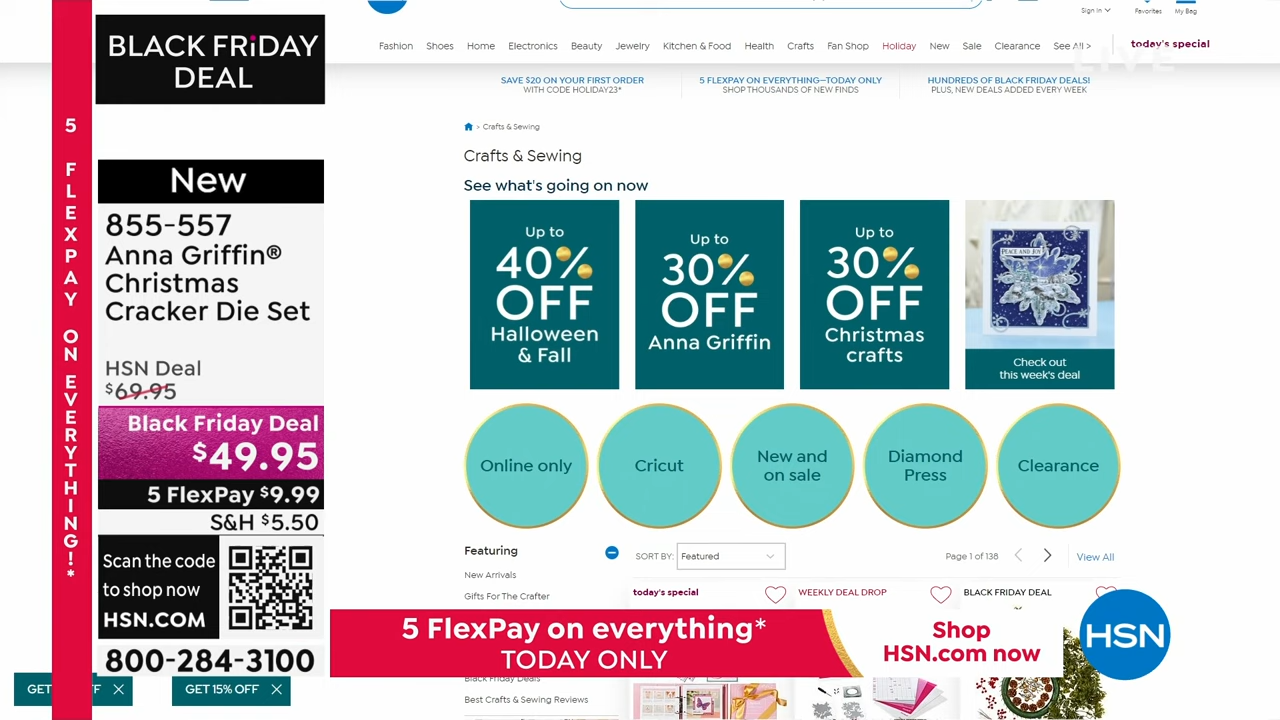 BLACK FRiDAY
DEAL
5 FLEXPAY ON EVERYTHING!*
New
855-557
Anna Griffin®
Christmas
Cracker Die Set
HSN Deal
$69.95
Black Friday Deal
$49.95
5 FlexPay $9.99
S&H $5.50
Scan the code
to shop now
HSN.COM
800-284-3100
GET FF ×
GET 15% OFF ×
Sign In
Favorites
My Bag
Fashion Shoes Home Electronics Beauty Jewelry Kitchen & Food Health Crafts Fan Shop Holiday New Sale Clearance See All >
today's special
LIVE
SAVE $20 ON YOUR FIRST ORDER
WITH CODE HOLIDAY23*
5 FLEXPAY ON EVERYTHING—TODAY ONLY
SHOP THOUSANDS OF NEW FINDS
HUNDREDS OF BLACK FRIDAY DEALS!
PLUS, NEW DEALS ADDED EVERY WEEK
> Crafts & Sewing
Crafts & Sewing
See what's going on now
Up to
40%
OFF
Halloween
& Fall
Up to
30%
OFF
Anna Griffin
Up to
30%
OFF
Christmas
crafts
PEACE AND JOY
Check out
this week's deal
Online only
Cricut
New and
on sale
Diamond
Press
Clearance
Featuring
New Arrivals
Gifts For The Crafter
Black Friday Deals
Best Crafts & Sewing Reviews
SORT BY: Featured
Page 1 of 138
View All
today's special
WEEKLY DEAL DROP
BLACK FRIDAY DEAL
5 FlexPay on everything*
TODAY ONLY
Shop
HSN.com now
HSN